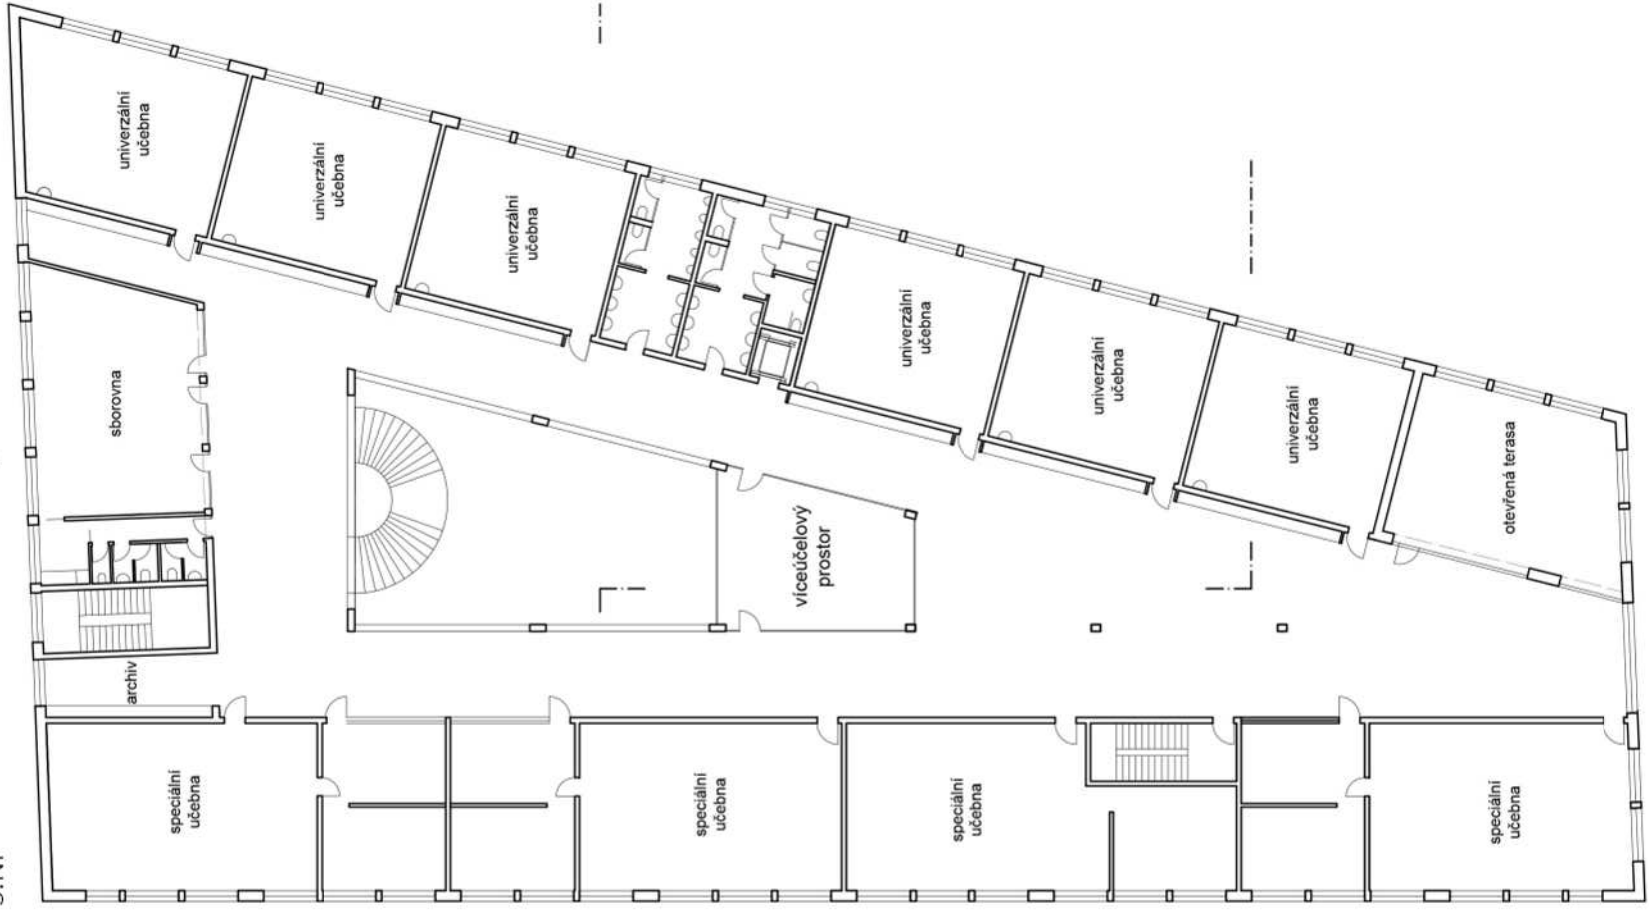 univerzální
učebna
univerzální
učebna
univerzální
učebna
univerzální
učebna
univerzální
učebna
univerzální
učebna
otevřená terasa
sborovna
víceúčelový
prostor
archiv
speciální
učebna
speciální
učebna
speciální
učebna
speciální
učebna